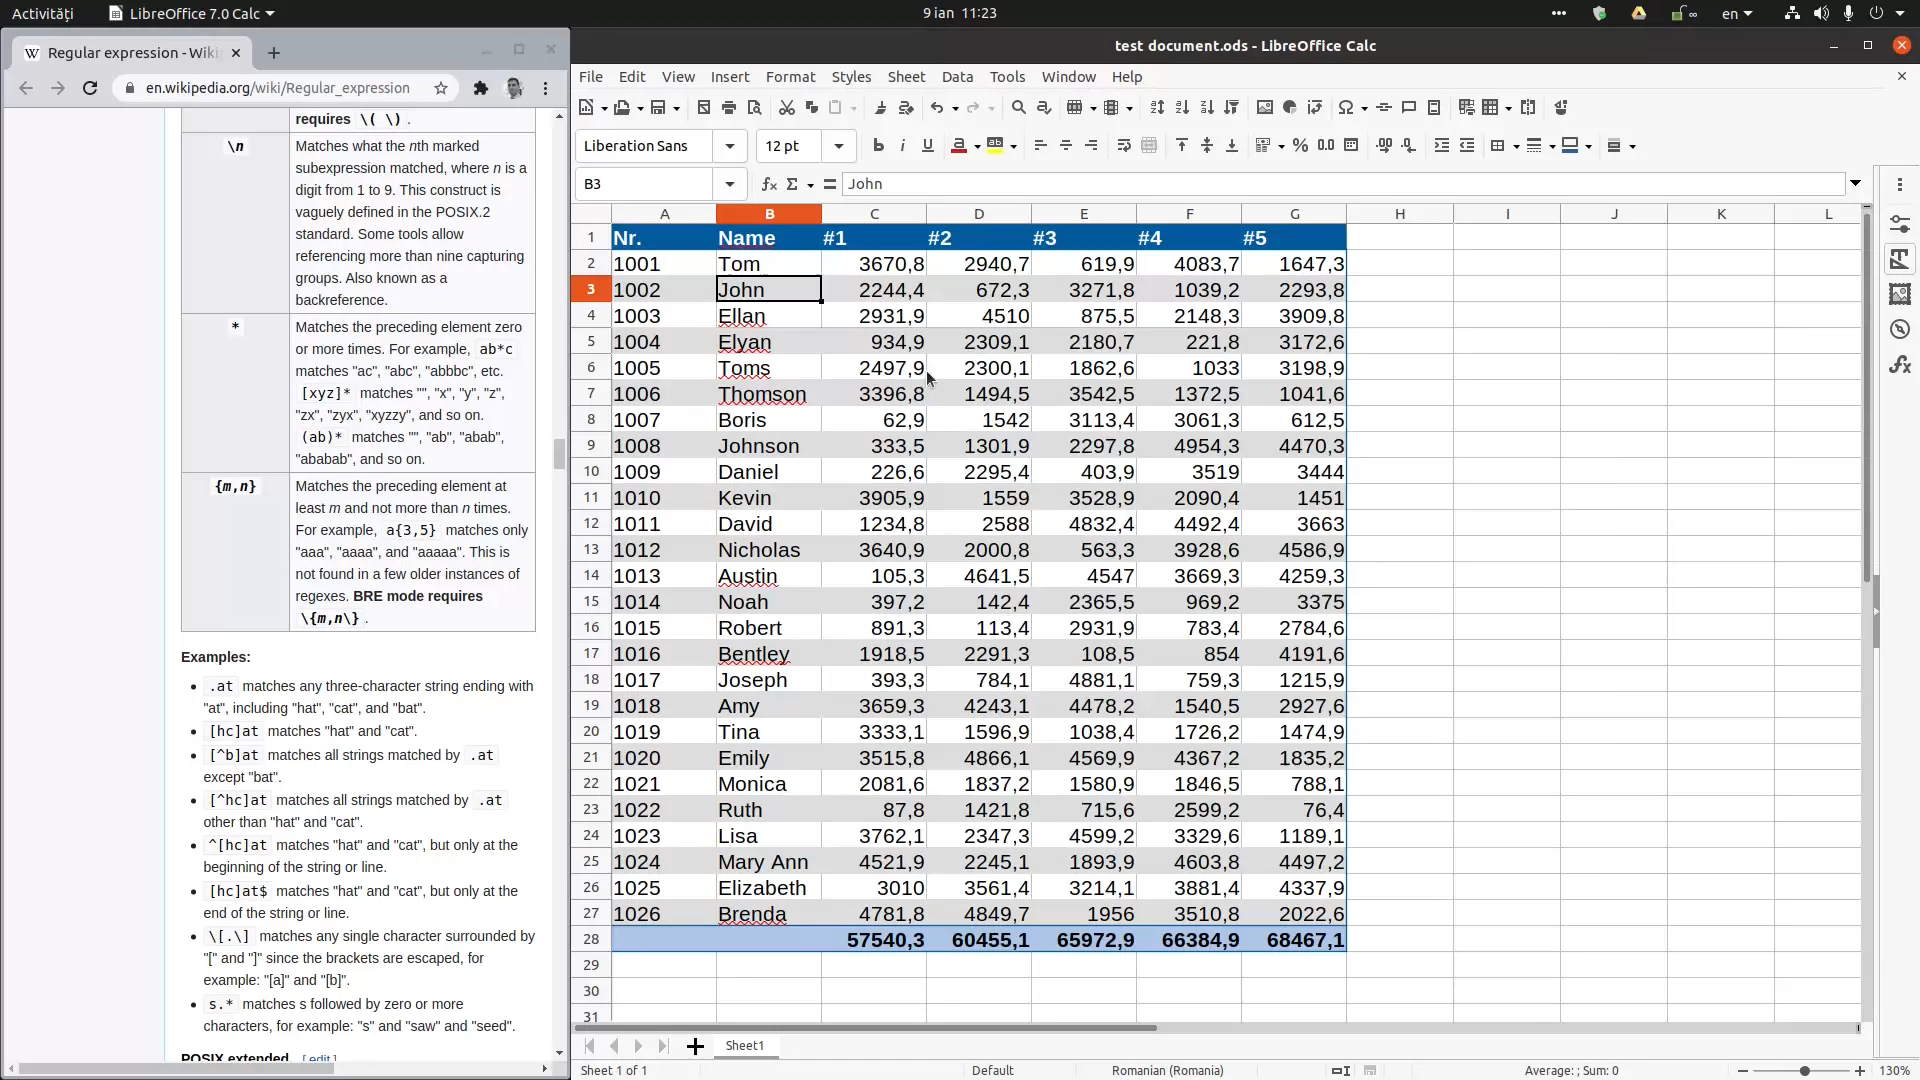 Activități
LibreOffice 7.0 Calc
9 ian 11:23
en
Regular expression - Wiki
en.wikipedia.org/wiki/Regular_expression
requires \( \) .
\n
Matches what the nth marked
subexpression matched, where n is a
digit from 1 to 9. This construct is
vaguely defined in the POSIX.2
standard. Some tools allow
referencing more than nine capturing
groups. Also known as a
backreference.
*
Matches the preceding element zero
or more times. For example, ab*c
matches "ac", "abc", "abbbc", etc.
[xyz]* matches "", "x", "y", "z",
"zx", "zyx", "xyzzy", and so on.
(ab)* matches "", "ab", "abab",
"ababab", and so on.
{m,n}
Matches the preceding element at
least m and not more than n times.
For example, a{3,5} matches only
"aaa", "aaaa", and "aaaaa". This is
not found in a few older instances of
regexes. BRE mode requires
\{m,n\} .
Examples:
.at matches any three-character string ending with
"at", including "hat", "cat", and "bat".
[hc]at matches "hat" and "cat".
[^b]at matches all strings matched by .at
except "bat".
[^hc]at matches all strings matched by .at
other than "hat" and "cat".
^[hc]at matches "hat" and "cat", but only at the
beginning of the string or line.
[hc]at$ matches "hat" and "cat", but only at the
end of the string or line.
\[.\] matches any single character surrounded by
"[" and "]" since the brackets are escaped, for
example: "[a]" and "[b]".
s.* matches s followed by zero or more
characters, for example: "s" and "saw" and "seed".
POSIX extended [ edit ]
test document.ods - LibreOffice Calc
File Edit View Insert Format Styles Sheet Data Tools Window Help
Liberation Sans 12 pt
B3 John
A B C D E F G H I J K L
1 Nr. Name #1 #2 #3 #4 #5
2 1001 Tom 3670,8 2940,7 619,9 4083,7 1647,3
3 1002 John 2244,4 672,3 3271,8 1039,2 2293,8
4 1003 Ellan 2931,9 4510 875,5 2148,3 3909,8
5 1004 Elyan 934,9 2309,1 2180,7 221,8 3172,6
6 1005 Toms 2497,9 2300,1 1862,6 1033 3198,9
7 1006 Thomson 3396,8 1494,5 3542,5 1372,5 1041,6
8 1007 Boris 62,9 1542 3113,4 3061,3 612,5
9 1008 Johnson 333,5 1301,9 2297,8 4954,3 4470,3
10 1009 Daniel 226,6 2295,4 403,9 3519 3444
11 1010 Kevin 3905,9 1559 3528,9 2090,4 1451
12 1011 David 1234,8 2588 4832,4 4492,4 3663
13 1012 Nicholas 3640,9 2000,8 563,3 3928,6 4586,9
14 1013 Austin 105,3 4641,5 4547 3669,3 4259,3
15 1014 Noah 397,2 142,4 2365,5 969,2 3375
16 1015 Robert 891,3 113,4 2931,9 783,4 2784,6
17 1016 Bentley 1918,5 2291,3 108,5 854 4191,6
18 1017 Joseph 393,3 784,1 4881,1 759,3 1215,9
19 1018 Amy 3659,3 4243,1 4478,2 1540,5 2927,6
20 1019 Tina 3333,1 1596,9 1038,4 1726,2 1474,9
21 1020 Emily 3515,8 4866,1 4569,9 4367,2 1835,2
22 1021 Monica 2081,6 1837,2 1580,9 1846,5 788,1
23 1022 Ruth 87,8 1421,8 715,6 2599,2 76,4
24 1023 Lisa 3762,1 2347,3 4599,2 3329,6 1189,1
25 1024 Mary Ann 4521,9 2245,1 1893,9 4603,8 4497,2
26 1025 Elizabeth 3010 3561,4 3214,1 3881,4 4337,9
27 1026 Brenda 4781,8 4849,7 1956 3510,8 2022,6
28 57540,3 60455,1 65972,9 66384,9 68467,1
29
30
31
Sheet1
Sheet 1 of 1 Default Romanian (Romania) Average: ; Sum: 0 130%